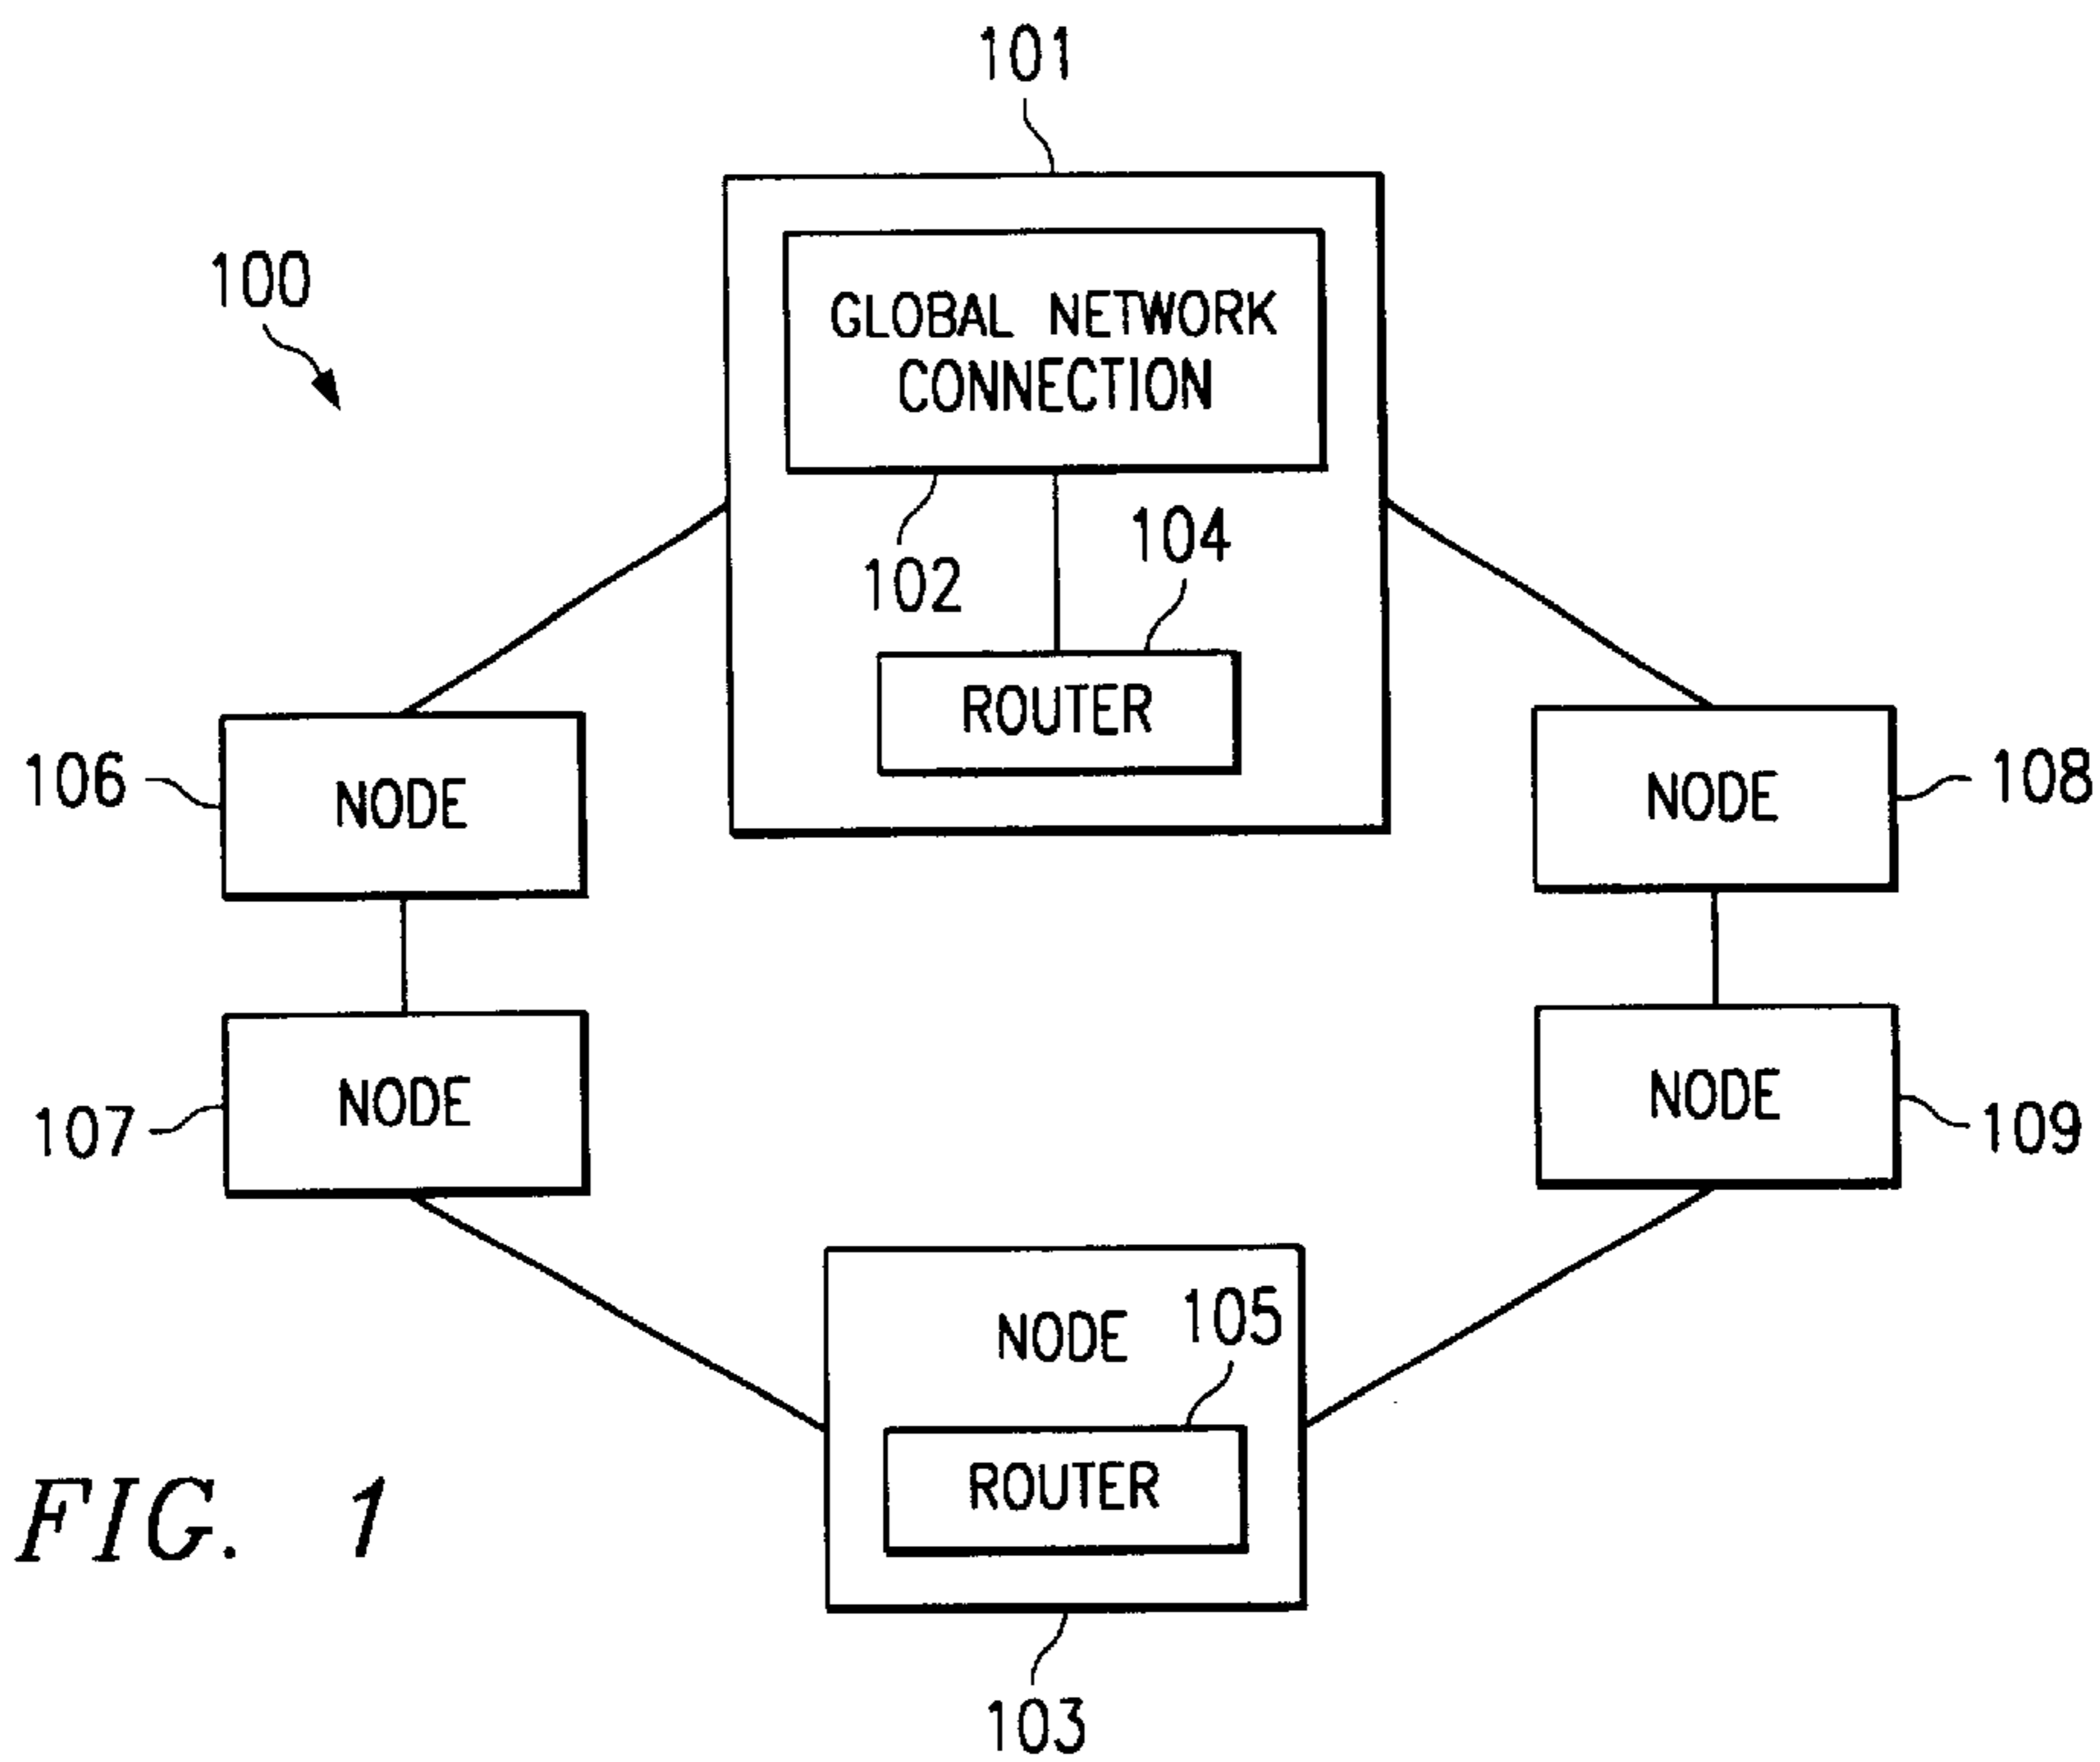 101
100
GLOBAL NETWORK
CONNECTION
104
102
ROUTER
106
NODE
NODE
108
107
NODE
NODE
109
NODE
105
ROUTER
FIG. 1
103